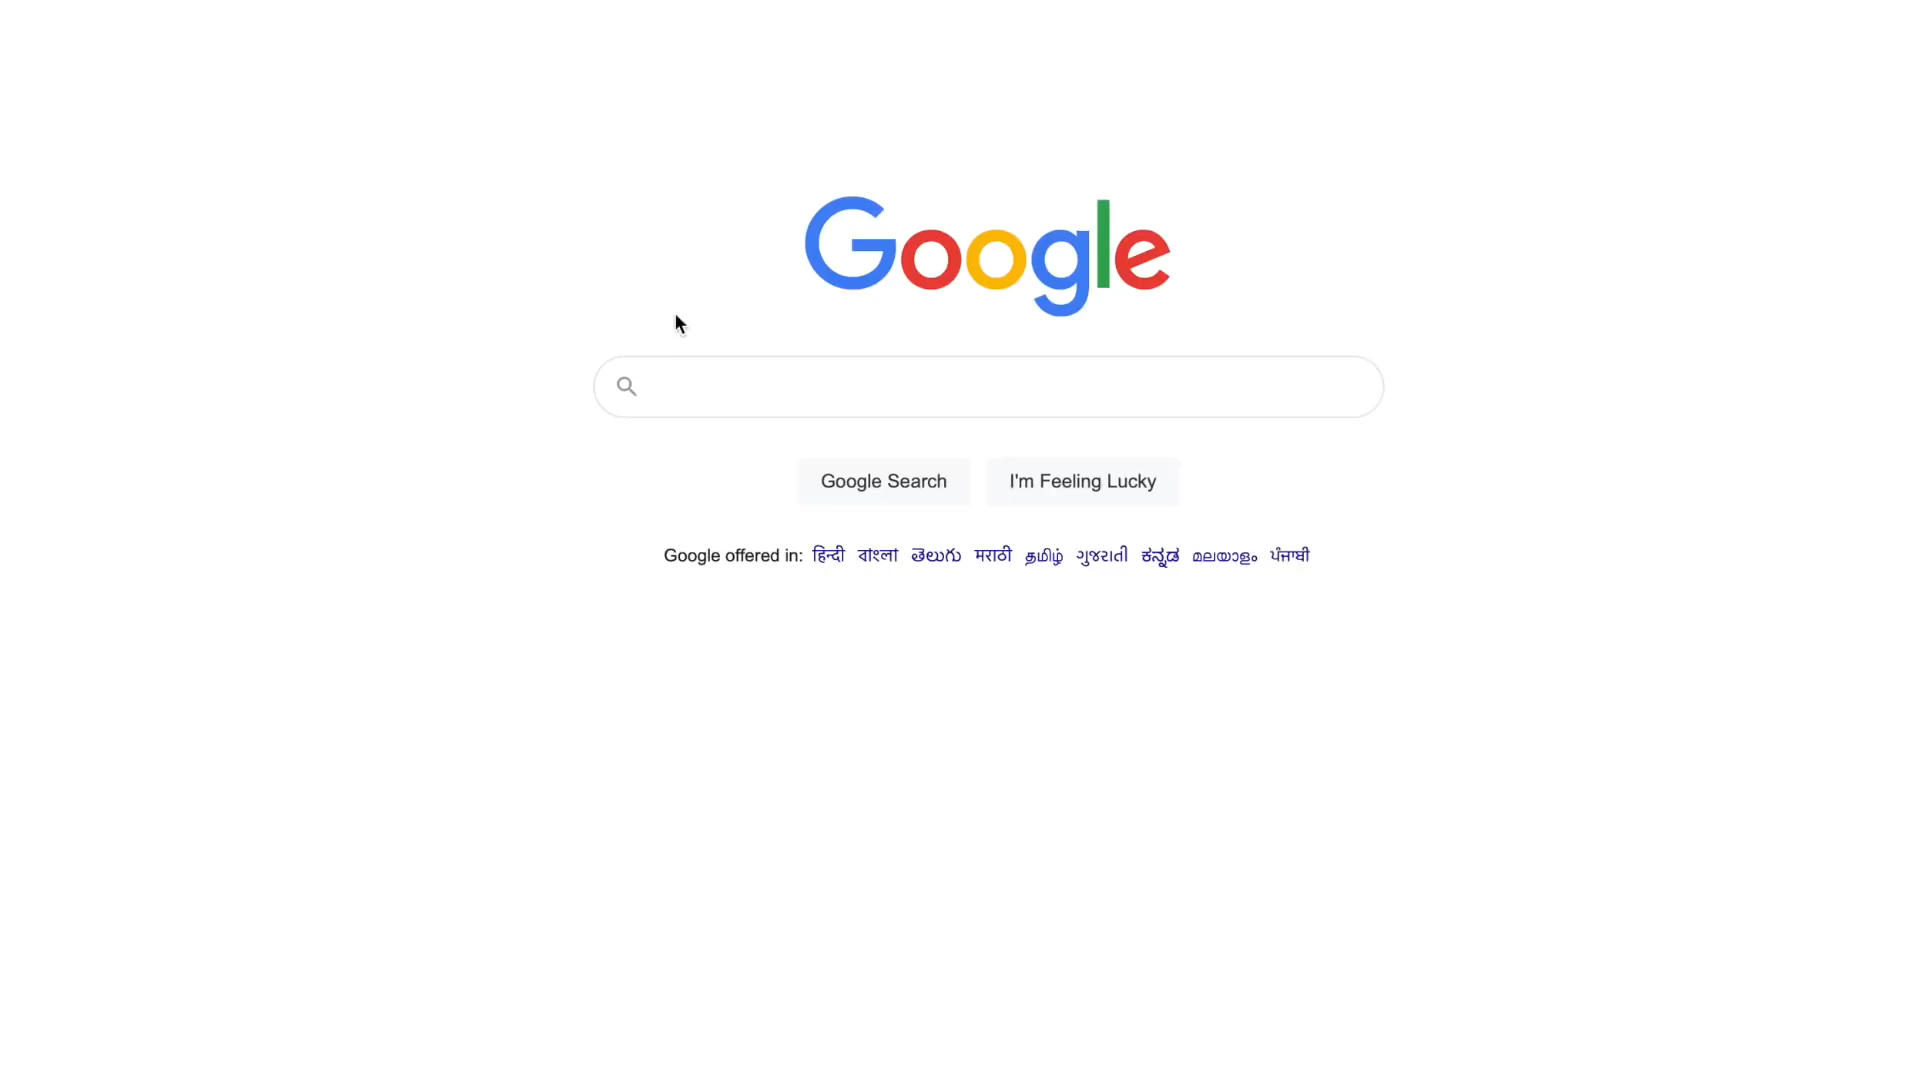 Google
Google Search I'm Feeling Lucky
Google offered in: हिन्दी বাংলা తెలుగు मराठी தமிழ் ગુજરાતી ಕನ್ನಡ മലയാളം ਪੰਜਾਬੀ